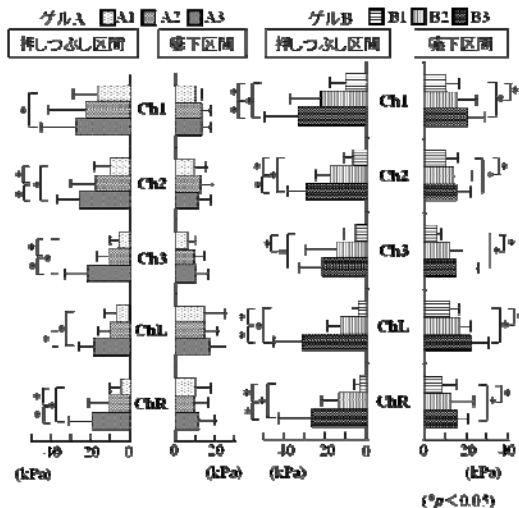 ゲルA A1 A2 A3
押しつぶし区間 嚥下区間
ゲルB B1 B2 B3
押しつぶし区間 嚥下区間
Ch1
Ch2
Ch3
ChL
ChR
Ch1
Ch2
Ch3
ChL
ChR
40 20 0
(kPa)
0 20
(kPa)
40 20 0
(kPa)
0 20 40
(kPa)
(*p<0.05)